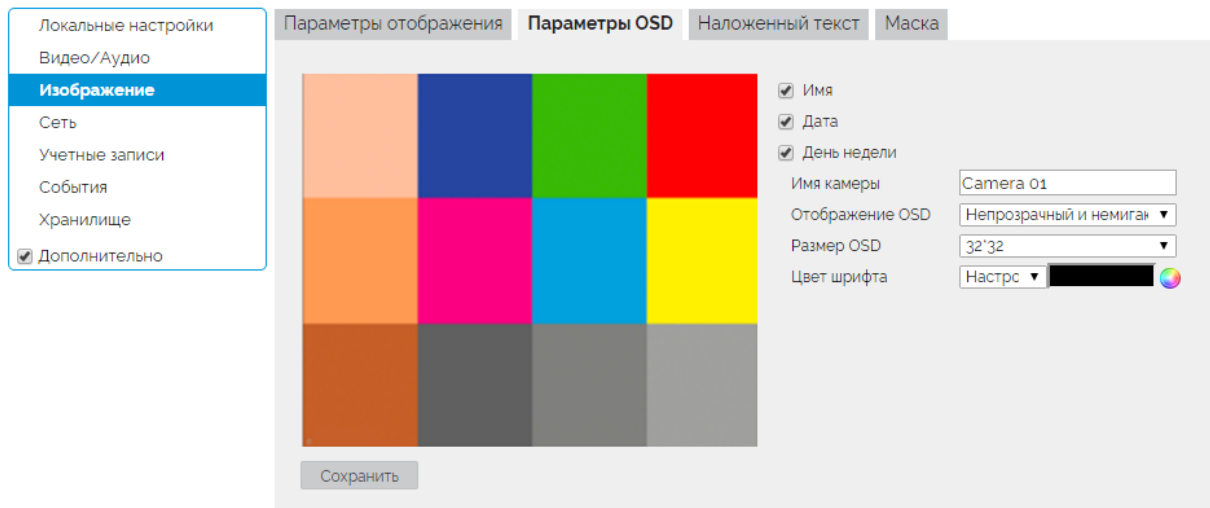 Локальные настройки
Видео/Аудио
Изображение
Сеть
Учетные записи
События
Хранилище
Дополнительно
Параметры отображения Параметры OSD Наложенный текст Маска
Имя
Дата
День недели
Имя камеры Camera 01
Отображение OSD Непрозрачный и немигак
Размер OSD 32*32
Цвет шрифта Настрс
Сохранить